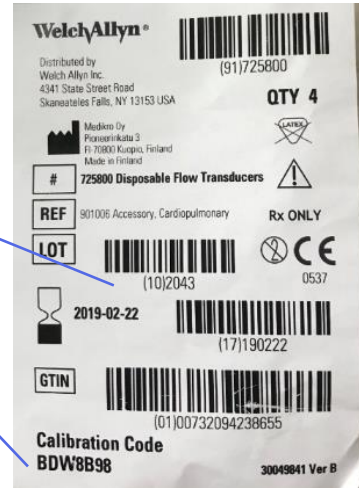 WelchAllyn®
(91)725800
Distributed by
Welch Allyn Inc.
4341 State Street Road
Skaneateles Falls, NY 13153 USA
QTY 4
LATEX
Medikro Oy
Pioneerinkatu 3
FI-70800 Kuopio, Finland
Made in Finland
# 725800 Disposable Flow Transducers
REF 901006 Accessory, Cardiopulmonary
Rx ONLY
LOT
(10)2043
2 CE
0537
2019-02-22
(17)190222
GTIN
(01)00732094238655
Calibration Code
BDW8B98
30049841 Ver B